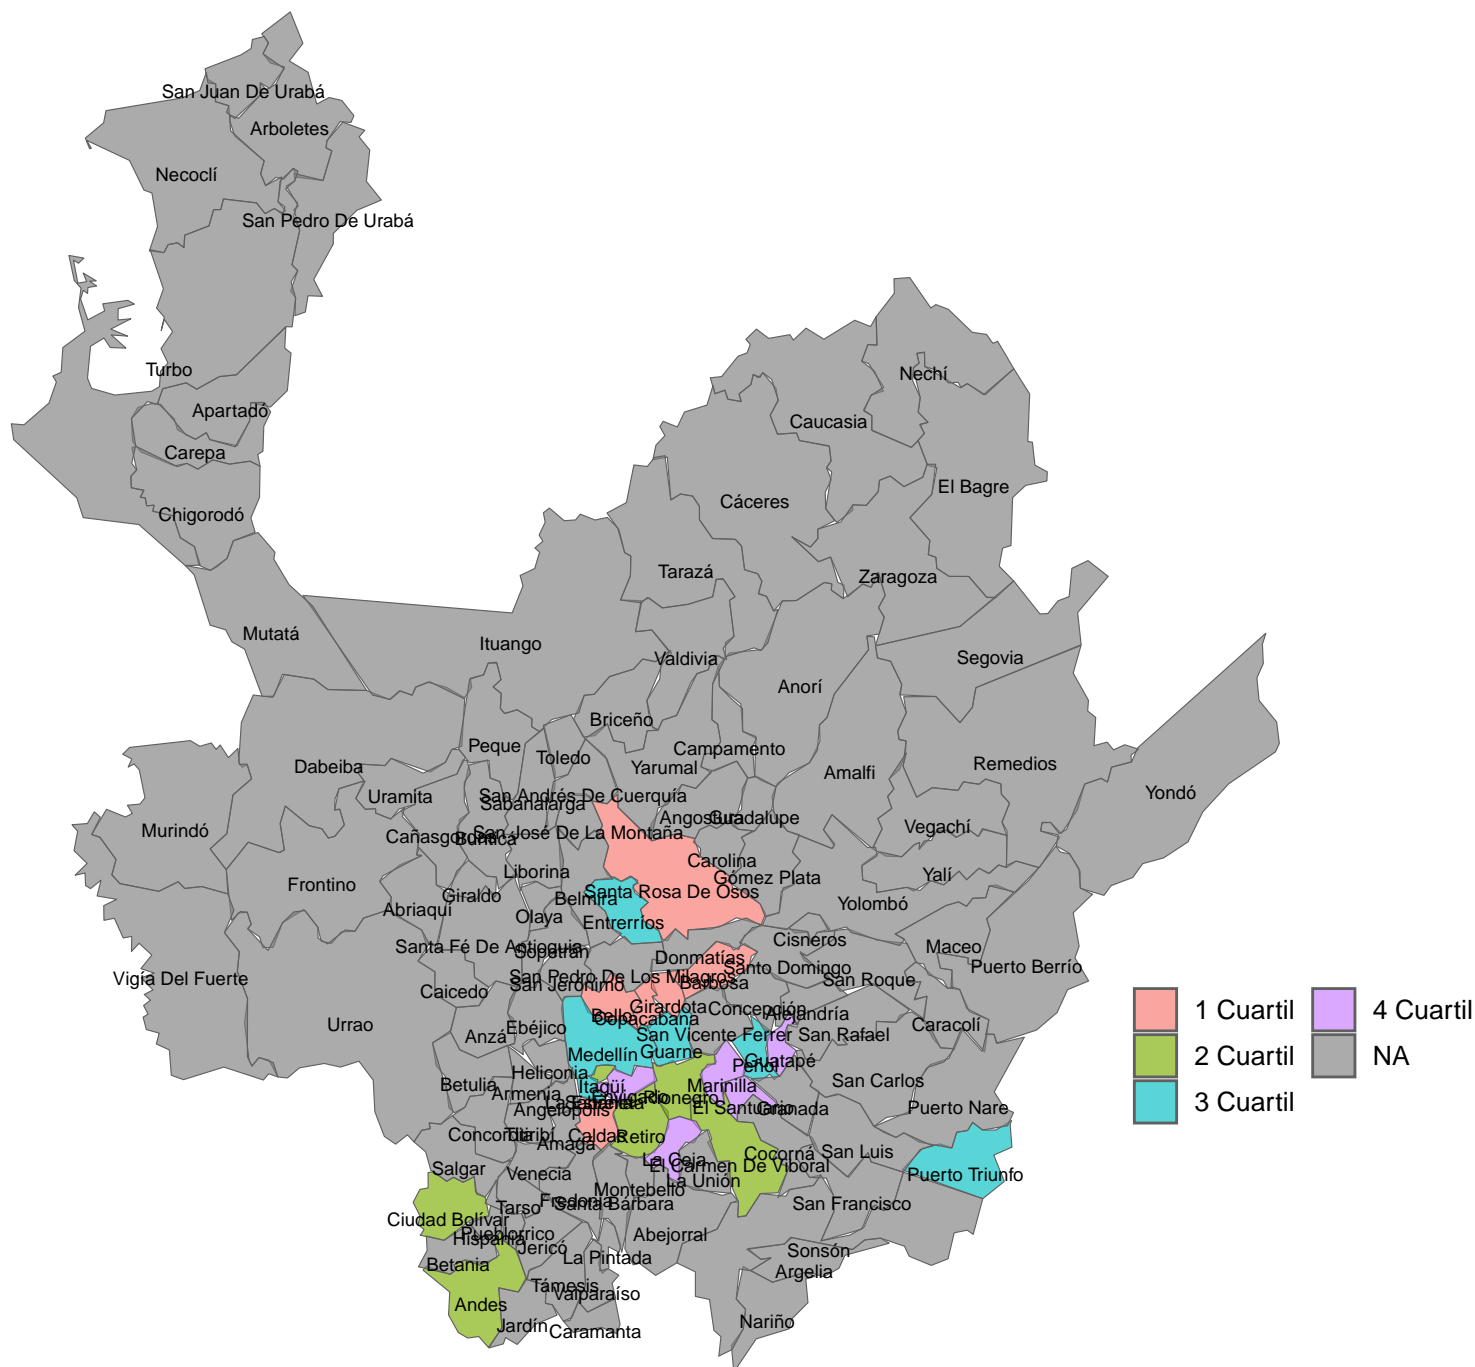 San Juan De Urabá
Arboletes
Necoclí
San Pedro De Urabá
Turbo
Nechí
Apartadó
Caucasia
Carepa
El Bagre
Cáceres
Chigorodó
Tarazá
Zaragoza
Mutatá
Ituango
Valdivia
Segovia
Anorí
Briceño
Peque
Toledo
Campamento
Dabeiba
Yarumal
Amalfi
Remedios
Yondó
Uramita
San Andrés De Cuerquía
Sabanalarga
Angostura
Guadalupe
Murindó
Cañasgordas
Buriticá
San José De La Montaña
Vegachí
Carolina
Liborina
Gómez Plata
Yalí
Frontino
Giraldo
Belmira
Santa Rosa De Osos
Yolombó
Abriaquí
Olaya
Entrerríos
Cisneros
Santa Fé De Antioquia
Sopetrán
Maceo
Donmatías
Santo Domingo
Puerto Berrío
Vigía Del Fuerte
San Pedro De Los Milagros
San Jerónimo
Barbosa
San Roque
Caicedo
Girardota
Concepción
Alejandría
Bello
Copacabana
Urrao
Ebéjico
Anzá
San Vicente Ferrer
San Rafael
Caracolí
Medellín
Guarne
Guatapé
Peñol
Heliconia
Betulia
Itagüí
Marinilla
San Carlos
Armenia
Envigado
Rionegro
La Estrella
Sabaneta
Angelópolis
El Santuario
Granada
Puerto Nare
Concordia
Titiribí
Caldas
Retiro
Amagá
Cocorná
San Luis
La Ceja
El Carmen De Viboral
Salgar
Venecia
La Unión
Puerto Triunfo
Montebello
Tarso
Fredonia
Santa Bárbara
San Francisco
Ciudad Bolívar
Pueblorrico
Hispania
Abejorral
Jericó
La Pintada
Sonsón
Betania
Argelia
Támesis
Valparaíso
Andes
Jardín
Caramanta
Nariño
1 Cuartil
2 Cuartil
3 Cuartil
4 Cuartil
NA